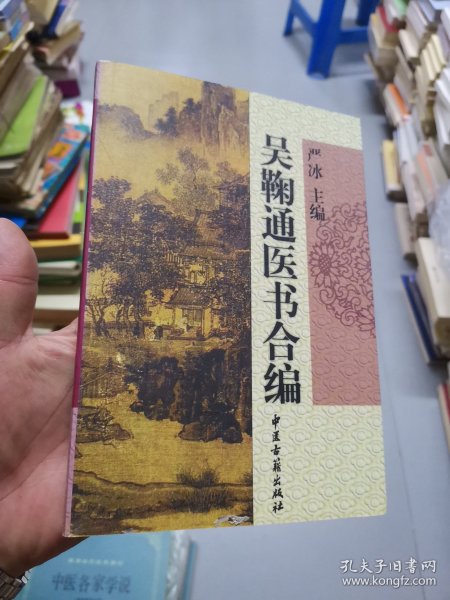 吴鞠通医书合编
严冰 主编
中医古籍出版社
中医各家学说
孔夫子旧书网
www.kongfz.com